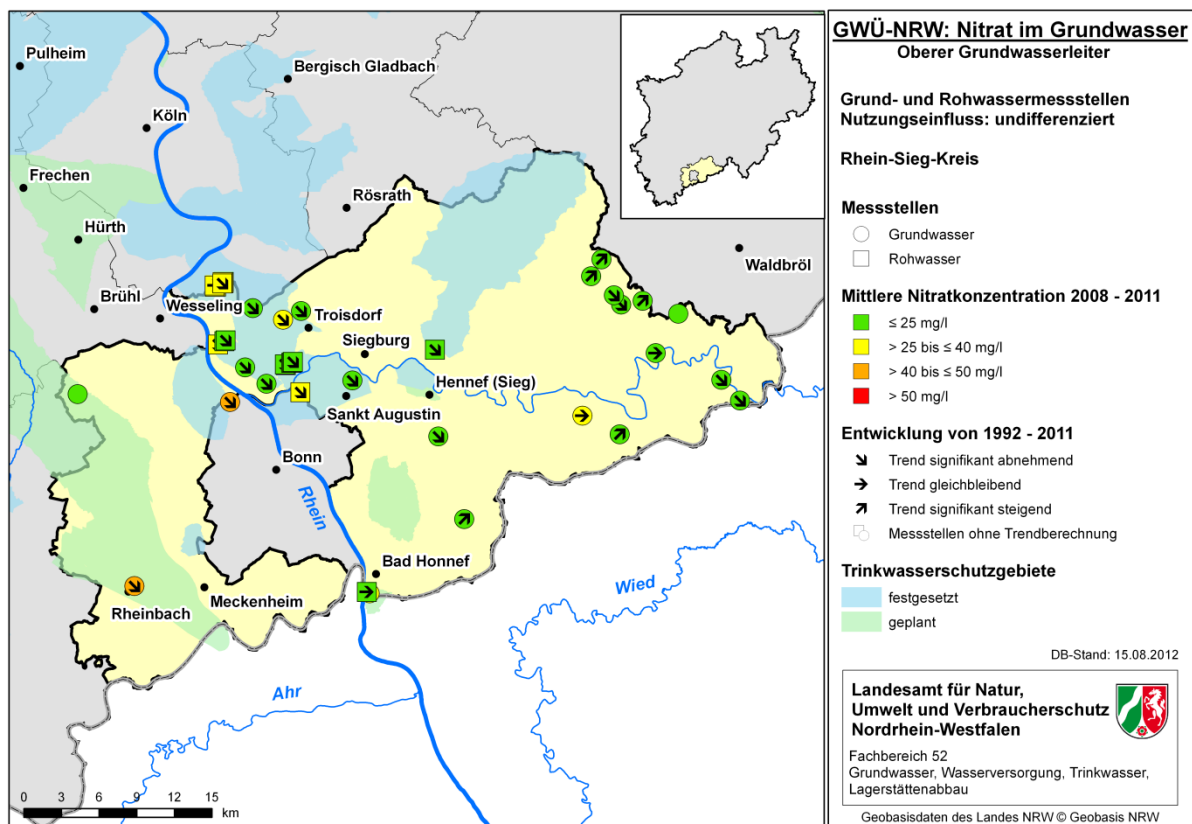 Pulheim
Bergisch Gladbach
Köln
Frechen
Rösrath
Hürth
Waldbröl
Brühl
Wesseling
Troisdorf
Siegburg
Hennef (Sieg)
Sankt Augustin
Bonn
Rhein
Bad Honnef
Rheinbach
Meckenheim
Wied
Ahr
0 3 6 9 12 15
km
GWÜ-NRW: Nitrat im Grundwasser
Oberer Grundwasserleiter
Grund- und Rohwassermessstellen
Nutzungseinfluss: undifferenziert
Rhein-Sieg-Kreis
Messstellen
Grundwasser
Rohwasser
Mittlere Nitratkonzentration 2008 - 2011
≤ 25 mg/l
> 25 bis ≤ 40 mg/l
> 40 bis ≤ 50 mg/l
> 50 mg/l
Entwicklung von 1992 - 2011
Trend signifikant abnehmend
Trend gleichbleibend
Trend signifikant steigend
Messstellen ohne Trendberechnung
Trinkwasserschutzgebiete
festgesetzt
geplant
DB-Stand: 15.08.2012
Landesamt für Natur,
Umwelt und Verbraucherschutz
Nordrhein-Westfalen
Fachbereich 52
Grundwasser, Wasserversorgung, Trinkwasser,
Lagerstättenabbau
Geobasisdaten des Landes NRW © Geobasis NRW